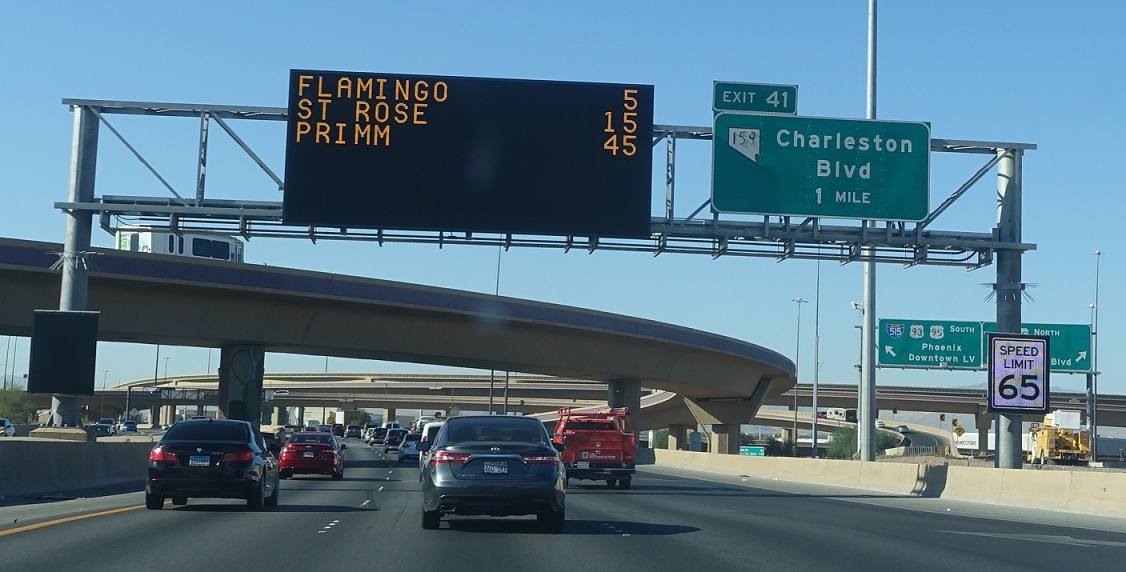 FLAMINGO 5
ST ROSE 15
PRIMM 45
EXIT 41
159 Charleston
Blvd
1 MILE
515 93 95 SOUTH
Phoenix
Downtown LV
NORTH
Blvd
SPEED
LIMIT
65